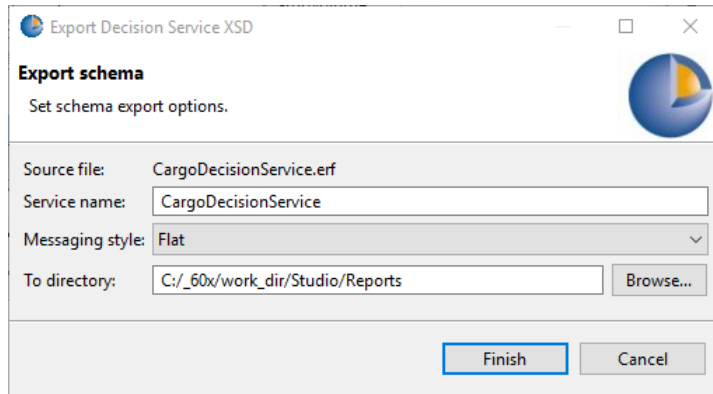 Export Decision Service XSD
Export schema
Set schema export options.
Source file: CargoDecisionService.erf
Service name: CargoDecisionService
Messaging style: Flat
To directory: C:/_60x/work_dir/Studio/Reports Browse...
Finish Cancel